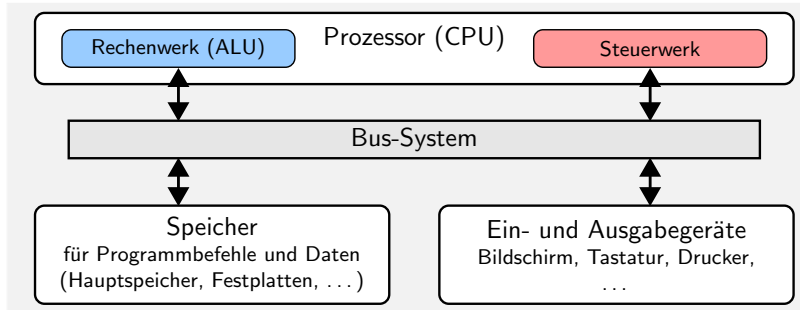 Prozessor (CPU)
Rechenwerk (ALU)
Steuerwerk
Bus-System
Speicher
für Programmbefehle und Daten
(Hauptspeicher, Festplatten, ...)
Ein- und Ausgabegeräte
Bildschirm, Tastatur, Drucker,
...